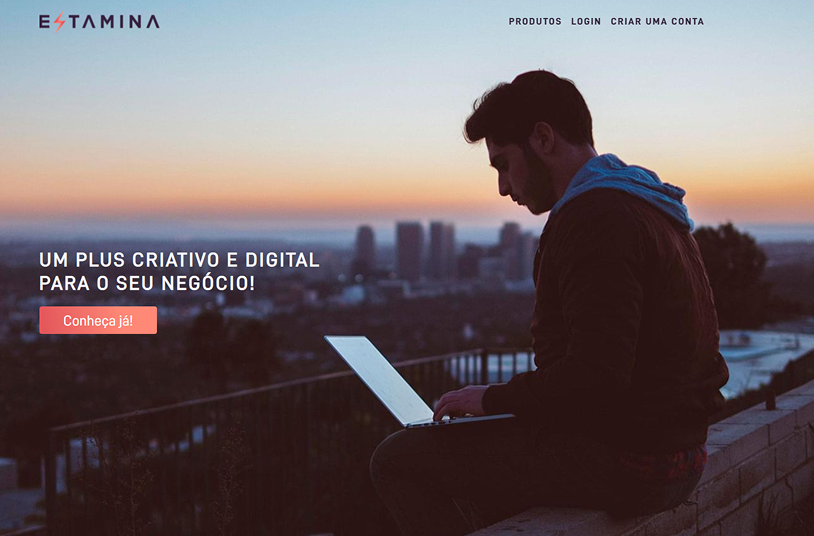 ESTAMINA
PRODUTOS LOGIN CRIAR UMA CONTA
UM PLUS CRIATIVO E DIGITAL
PARA O SEU NEGÓCIO!
Conheça já!